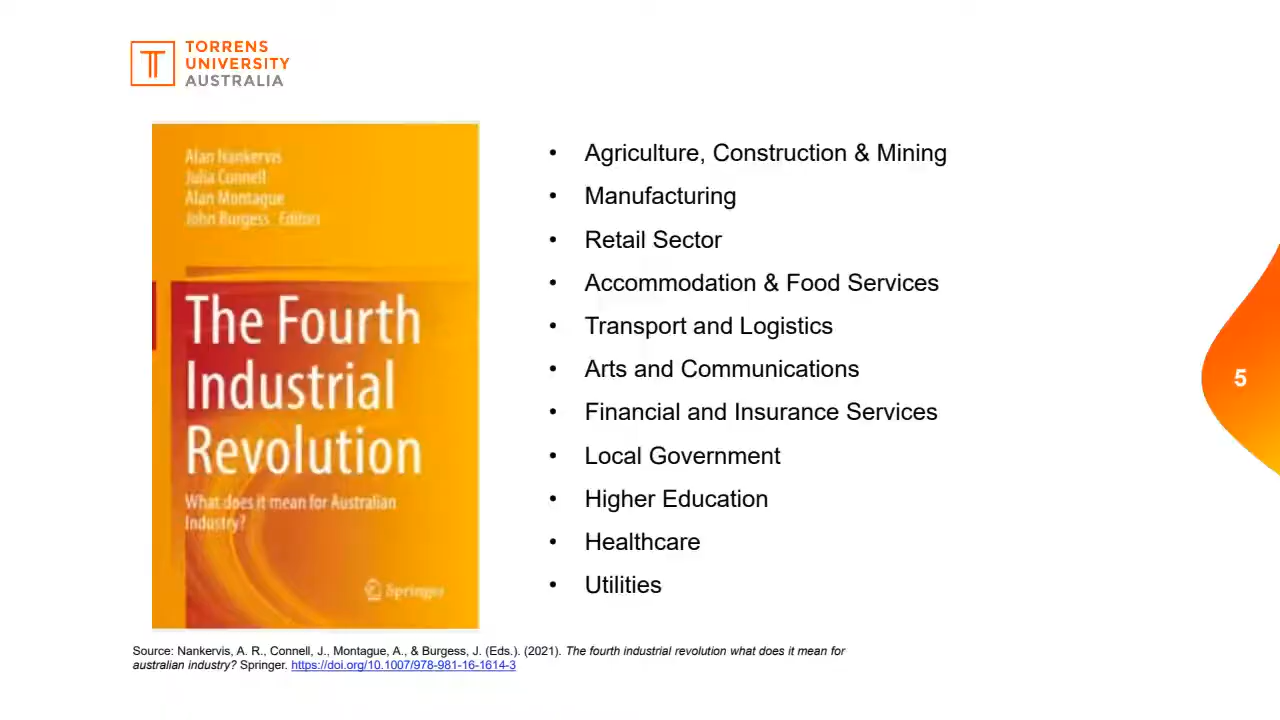 TORRENS
UNIVERSITY
AUSTRALIA
Alan Nankervis
Julia Connell
Alan Montague
John Burgess Editors
The Fourth
Industrial
Revolution
What does it mean for Australian
Industry?
Springer
• Agriculture, Construction & Mining
• Manufacturing
• Retail Sector
• Accommodation & Food Services
• Transport and Logistics
• Arts and Communications
• Financial and Insurance Services
• Local Government
• Higher Education
• Healthcare
• Utilities
5
Source: Nankervis, A. R., Connell, J., Montague, A., & Burgess, J. (Eds.). (2021). The fourth industrial revolution what does it mean for
australian industry? Springer. https://doi.org/10.1007/978-981-16-1614-3